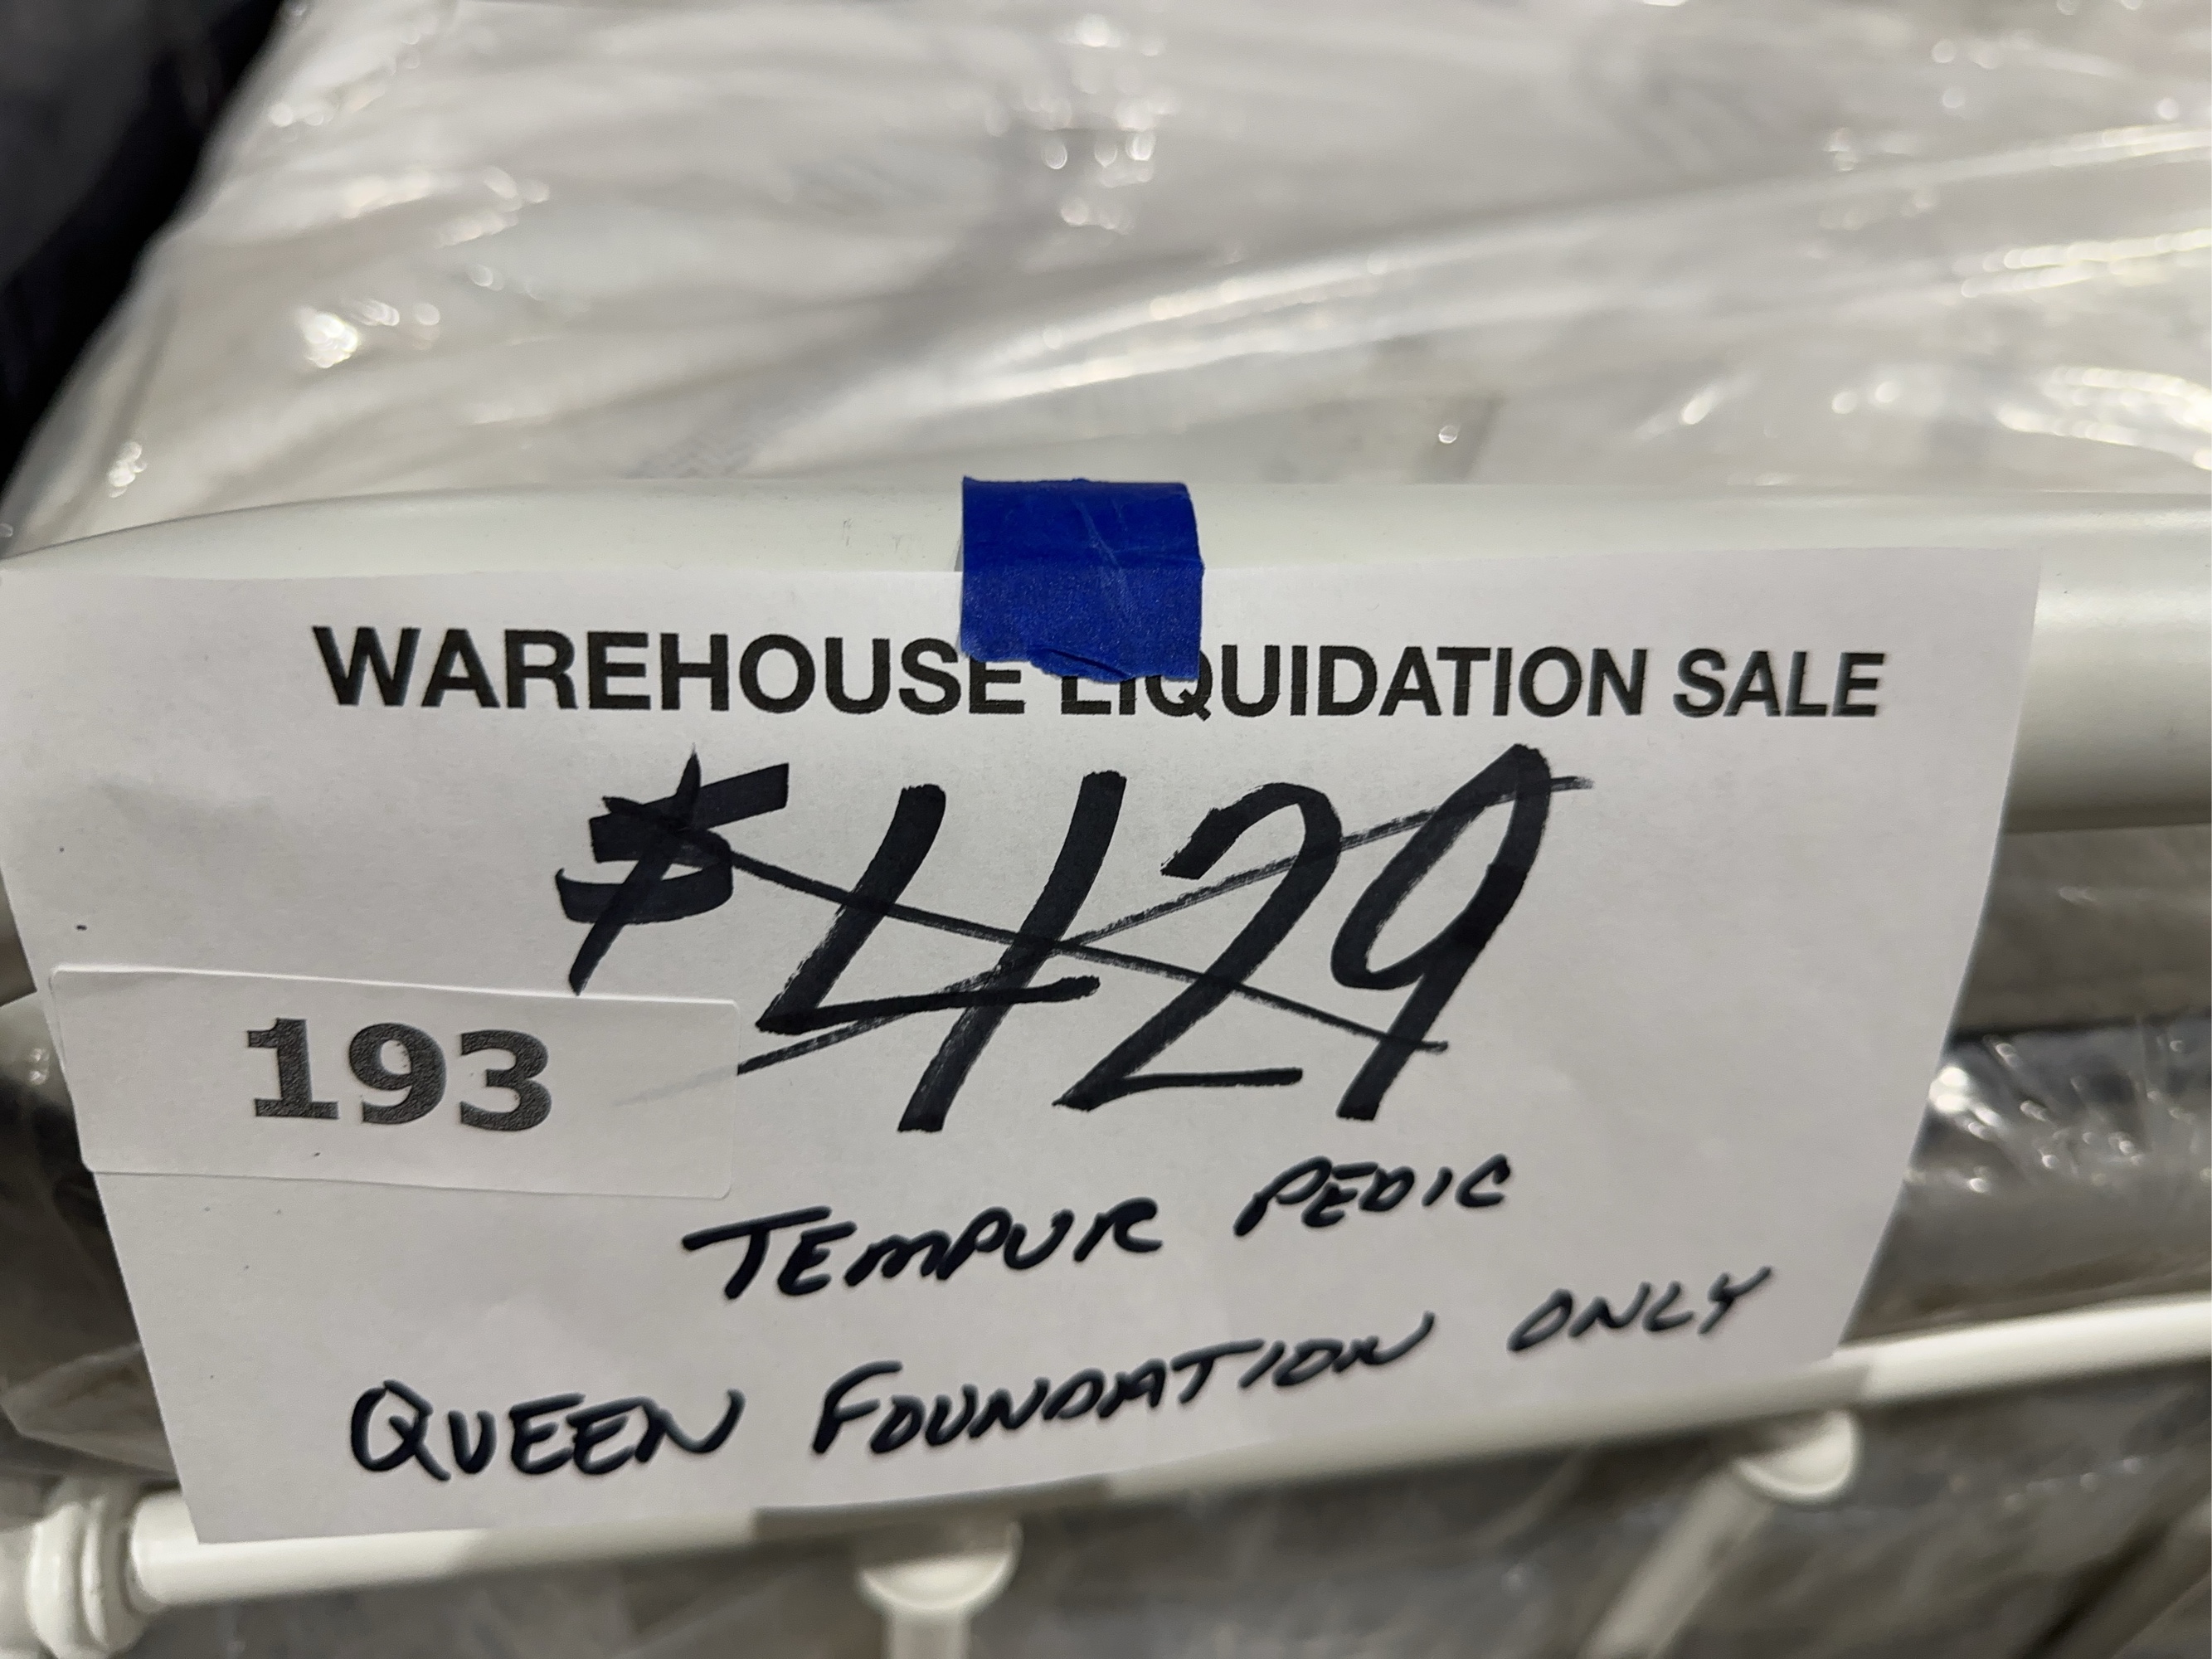 WAREHOUSE LIQUIDATION SALE
$429
193
TEMPUR PEDIC
QUEEN FOUNDATION ONLY